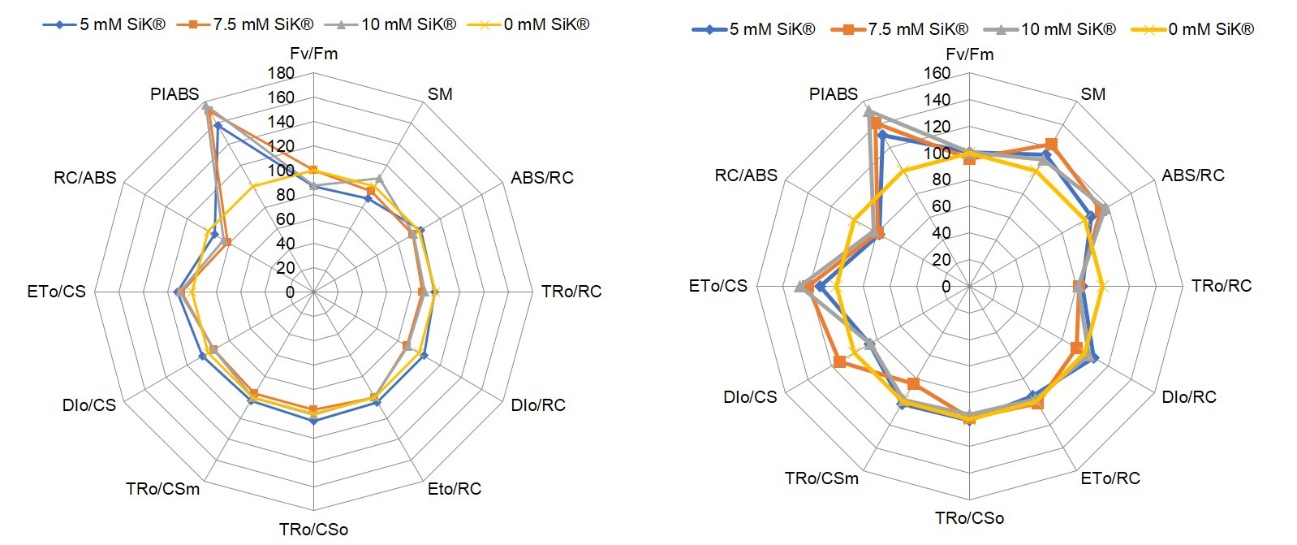 5 mM SiK® 7.5 mM SiK® 10 mM SiK® 0 mM SiK®
Fv/Fm
SM
ABS/RC
TRo/RC
DIo/RC
Eto/RC
TRo/CSo
TRo/CSm
DIo/CS
ETo/CS
RC/ABS
PIABS
180
160
140
120
100
80
60
40
20
0
5 mM SiK® 7.5 mM SiK® 10 mM SiK® 0 mM SiK®
Fv/Fm
SM
ABS/RC
TRo/RC
DIo/RC
ETo/RC
TRo/CSo
TRo/CSm
DIo/CS
ETo/CS
RC/ABS
PIABS
160
140
120
100
80
60
40
20
0